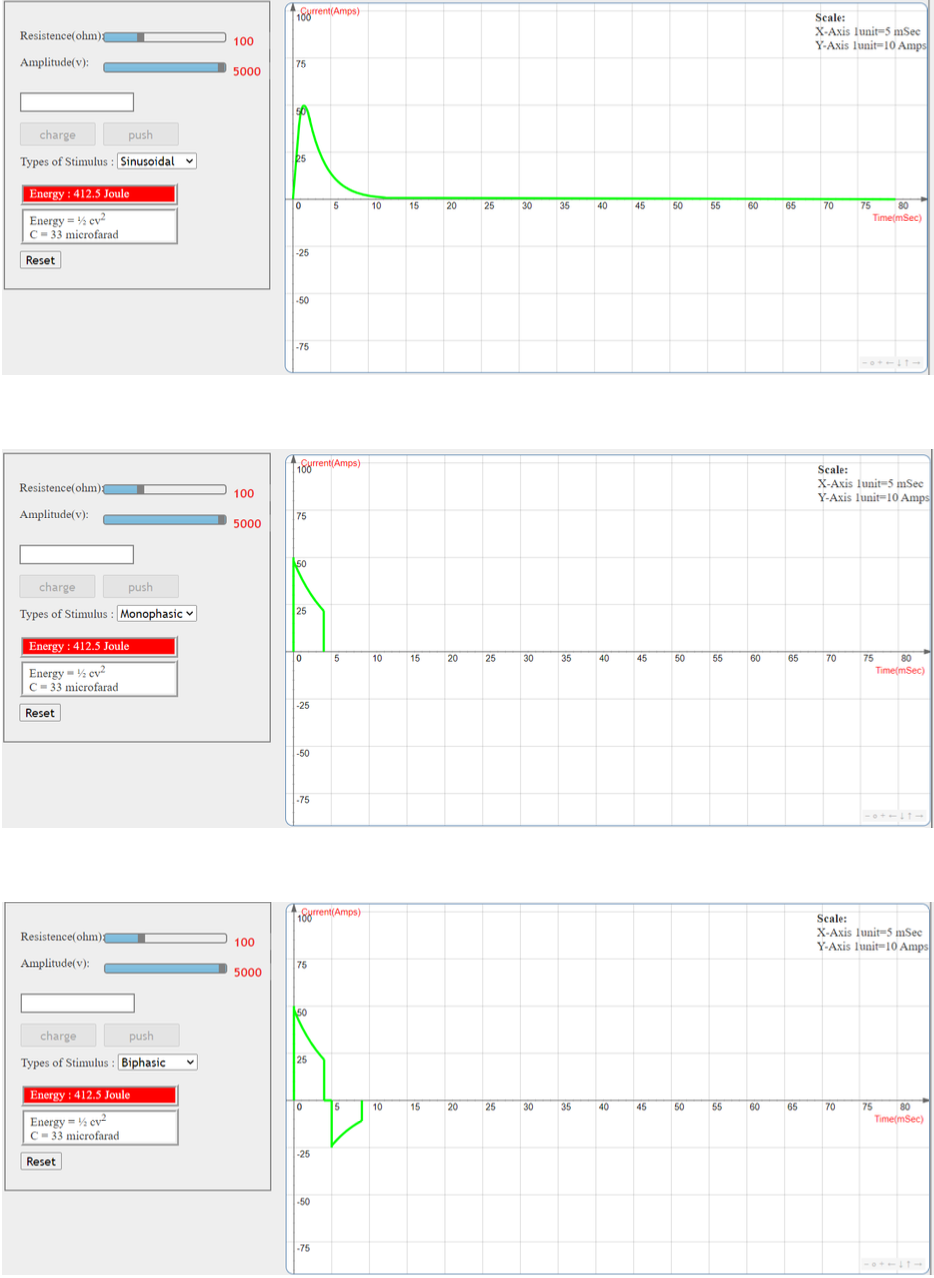 Resistence(ohm):
100
Amplitude(v):
5000
charge
push
Types of Stimulus : Sinusoidal
Energy : 412.5 Joule
Energy = ½ cv²
C = 33 microfarad
Reset
Current(Amps)
100
Scale:
X-Axis 1unit=5 mSec
Y-Axis 1unit=10 Amps
75
50
25
0 5 10 15 20 25 30 35 40 45 50 55 60 65 70 75 80
Time(mSec)
-25
-50
-75
Resistence(ohm):
100
Amplitude(v):
5000
charge
push
Types of Stimulus : Monophasic
Energy : 412.5 Joule
Energy = ½ cv²
C = 33 microfarad
Reset
Current(Amps)
100
Scale:
X-Axis 1unit=5 mSec
Y-Axis 1unit=10 Amps
75
50
25
0 5 10 15 20 25 30 35 40 45 50 55 60 65 70 75 80
Time(mSec)
-25
-50
-75
Resistence(ohm):
100
Amplitude(v):
5000
charge
push
Types of Stimulus : Biphasic
Energy : 412.5 Joule
Energy = ½ cv²
C = 33 microfarad
Reset
Current(Amps)
100
Scale:
X-Axis 1unit=5 mSec
Y-Axis 1unit=10 Amps
75
50
25
0 5 10 15 20 25 30 35 40 45 50 55 60 65 70 75 80
Time(mSec)
-25
-50
-75